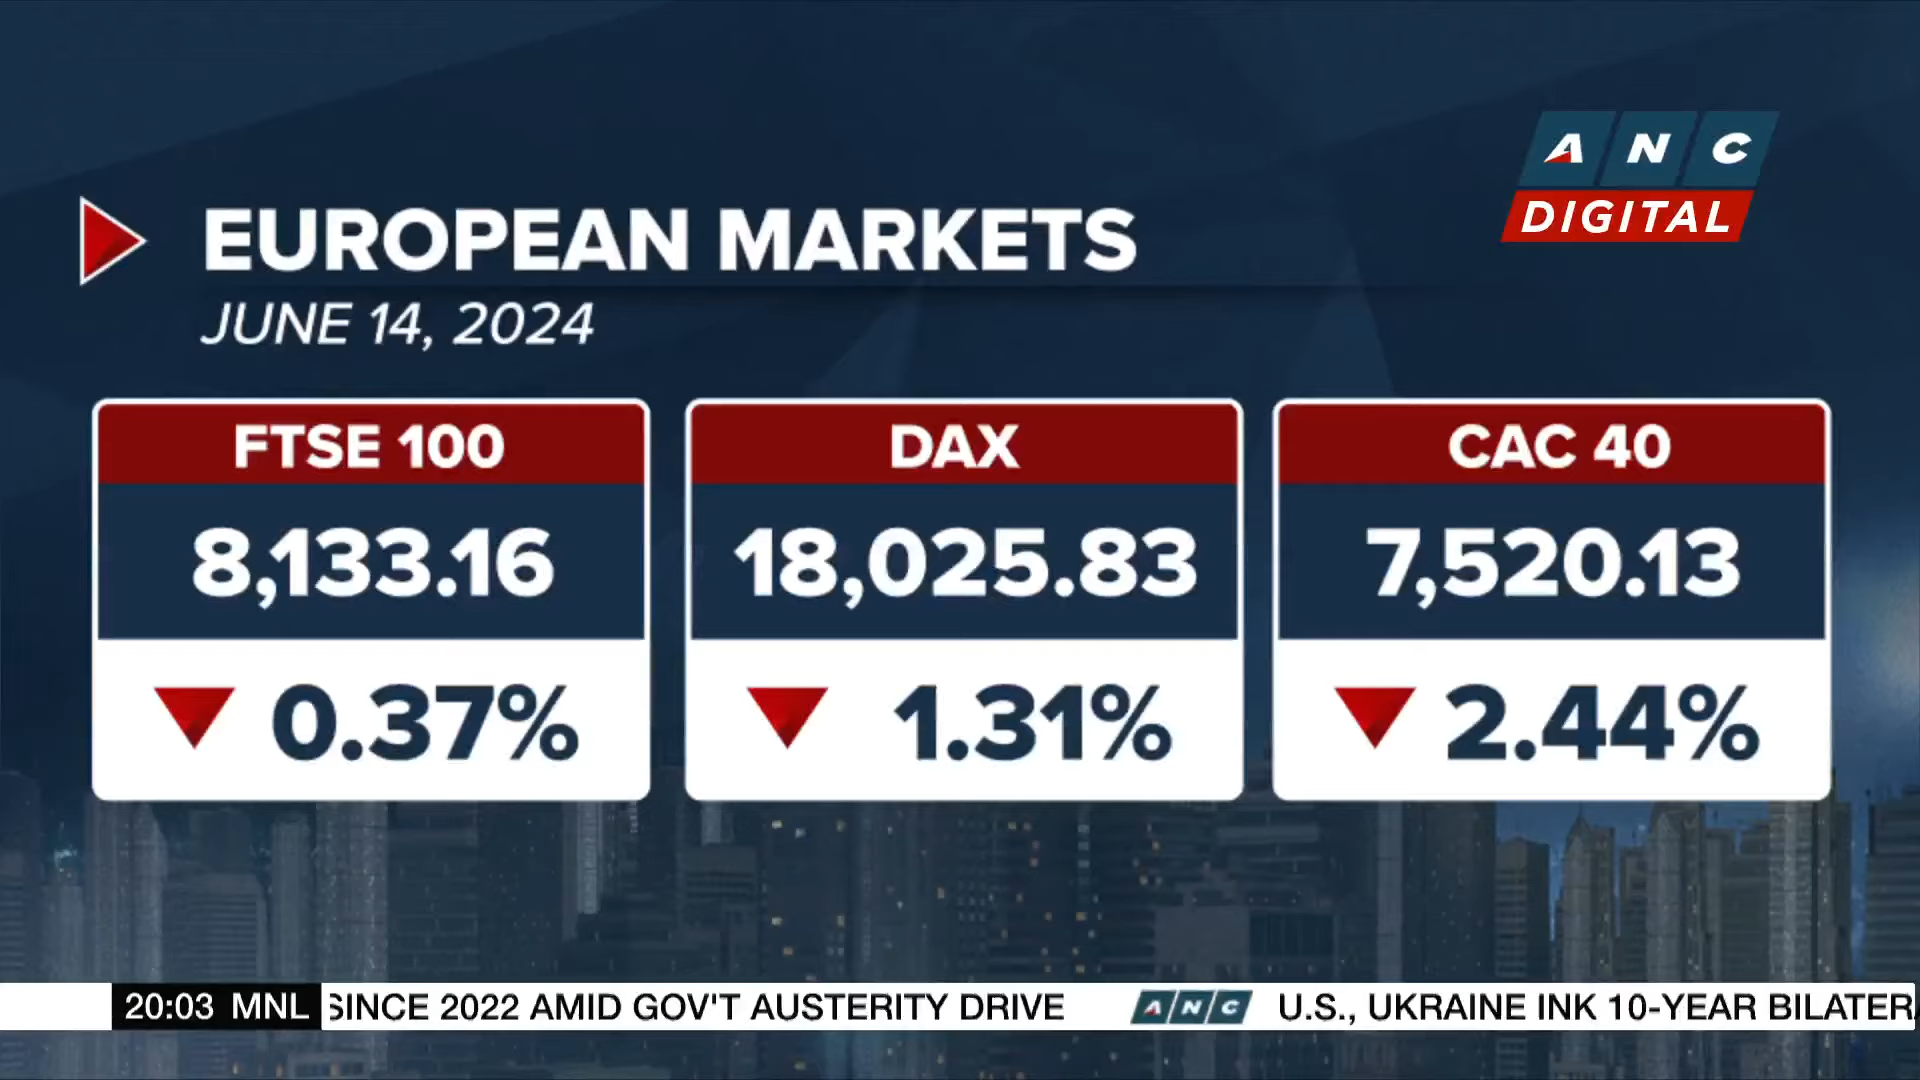 ANC
DIGITAL
EUROPEAN MARKETS
JUNE 14, 2024
FTSE 100
8,133.16
0.37%
DAX
18,025.83
1.31%
CAC 40
7,520.13
2.44%
20:03 MNL SINCE 2022 AMID GOV'T AUSTERITY DRIVE ANC U.S., UKRAINE INK 10-YEAR BILATER